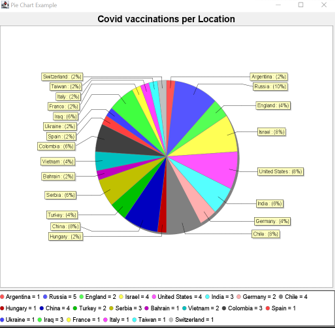 Pie Chart Example
Covid vaccinations per Location
Switzerland (2%)
Argentina (2%)
Taiwan (2%)
Russia (10%)
Italy (2%)
France (2%)
England (4%)
Iraq (6%)
Ukraine (2%)
Israel (8%)
Spain (2%)
Colombia (6%)
Vietnam (4%)
United States (8%)
Bahrain (2%)
Serbia (6%)
India (6%)
Turkey (4%)
Germany (4%)
China (8%)
Chile (8%)
Hungary (2%)
Argentina = 1 Russia = 5 England = 2 Israel = 4 United States = 4 India = 3 Germany = 2 Chile = 4
Hungary = 1 China = 4 Turkey = 2 Serbia = 3 Bahrain = 1 Vietnam = 2 Colombia = 3 Spain = 1
Ukraine = 1 Iraq = 3 France = 1 Italy = 1 Taiwan = 1 Switzerland = 1